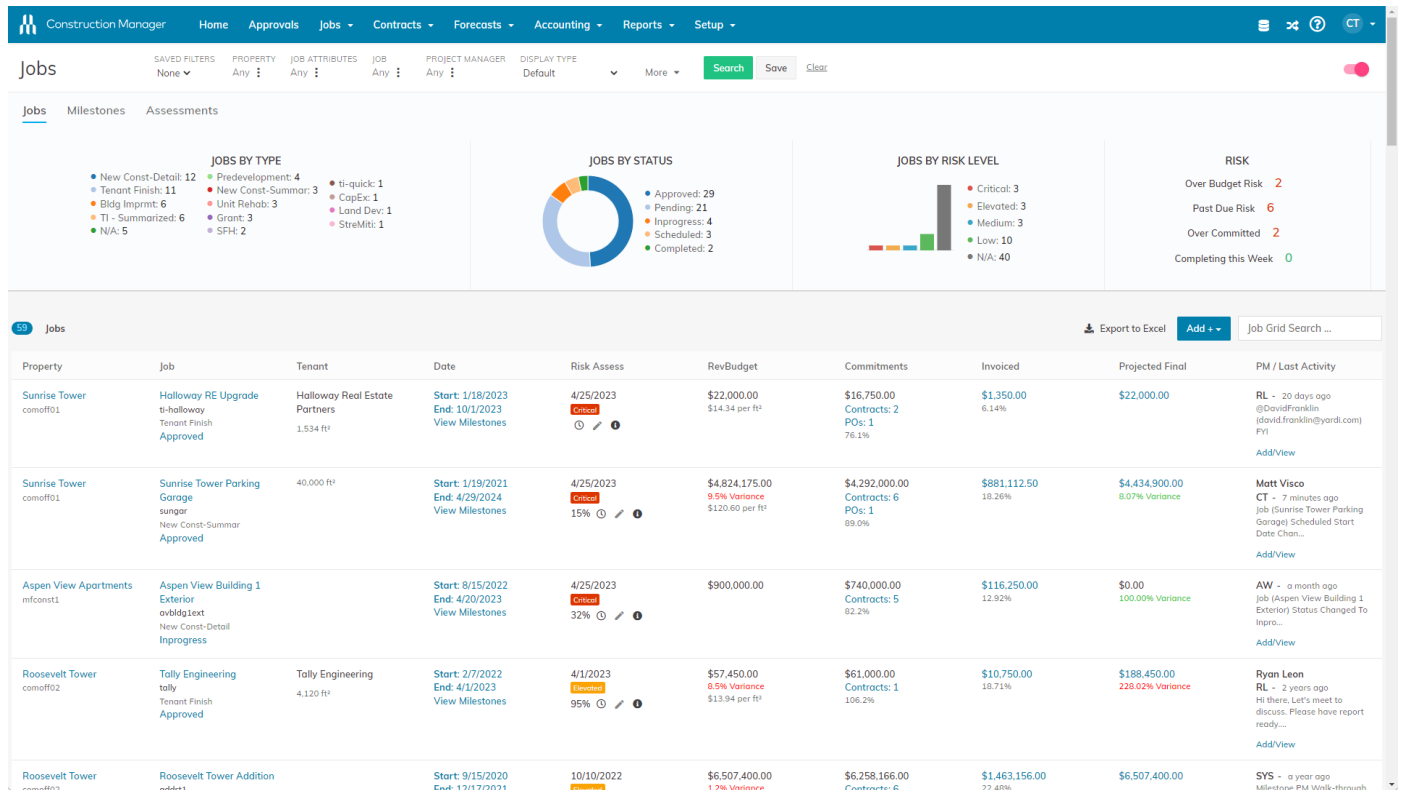 Construction Manager Home Approvals Jobs Contracts Forecasts Accounting Reports Setup ? CT
Jobs
SAVED FILTERS PROPERTY JOB ATTRIBUTES JOB PROJECT MANAGER DISPLAY TYPE
None Any Any Any Any Default More Search Save Clear
Jobs Milestones Assessments
JOBS BY TYPE
New Const-Detail: 12
Tenant Finish: 11
Bldg Imprmt: 6
TI - Summarized: 6
N/A: 5
Predevelopment: 4
New Const-Summar: 3
Unit Rehab: 3
Grant: 3
SFH: 2
ti-quick: 1
CapEx: 1
Land Dev: 1
StreMiti: 1
JOBS BY STATUS
Approved: 29
Pending: 21
Inprogress: 4
Scheduled: 3
Completed: 2
JOBS BY RISK LEVEL
Critical: 3
Elevated: 3
Medium: 3
Low: 10
N/A: 40
RISK
Over Budget Risk 2
Past Due Risk 6
Over Committed 2
Completing this Week 0
59 Jobs Export to Excel Add + Job Grid Search ...
Property Job Tenant Date Risk Assess RevBudget Commitments Invoiced Projected Final PM / Last Activity
Sunrise Tower
comoff01
Halloway RE Upgrade
ti-halloway
Tenant Finish
Approved
Halloway Real Estate
Partners
1,534 ft²
Start: 1/18/2023
End: 10/1/2023
View Milestones
4/25/2023
Critical
$22,000.00
$14.34 per ft²
$16,750.00
Contracts: 2
POs: 1
76.1%
$1,350.00
6.14%
$22,000.00
RL - 20 days ago
@DavidFranklin
(david.franklin@yardi.com)
FYI
Add/View
Sunrise Tower
comoff01
Sunrise Tower Parking
Garage
sungar
New Const-Summar
Approved
40,000 ft²
Start: 1/19/2021
End: 4/29/2024
View Milestones
4/25/2023
Critical
15%
$4,824,175.00
9.5% Variance
$120.60 per ft²
$4,292,000.00
Contracts: 6
POs: 1
89.0%
$881,112.50
18.26%
$4,434,900.00
8.07% Variance
Matt Visco
CT - 7 minutes ago
Job (Sunrise Tower Parking
Garage) Scheduled Start
Date Chan...
Add/View
Aspen View Apartments
mfconst1
Aspen View Building 1
Exterior
avbldg1ext
New Const-Detail
Inprogress
Start: 8/15/2022
End: 4/20/2023
View Milestones
4/25/2023
Critical
32%
$900,000.00
$740,000.00
Contracts: 5
82.2%
$116,250.00
12.92%
$0.00
100.00% Variance
AW - a month ago
Job (Aspen View Building 1
Exterior) Status Changed To
Inpro...
Add/View
Roosevelt Tower
comoff02
Tally Engineering
tally
Tenant Finish
Approved
Tally Engineering
4,120 ft²
Start: 2/7/2022
End: 4/1/2023
View Milestones
4/1/2023
Elevated
95%
$57,450.00
8.5% Variance
$13.94 per ft²
$61,000.00
Contracts: 1
106.2%
$10,750.00
18.71%
$188,450.00
228.02% Variance
Ryan Leon
RL - 2 years ago
Hi there, Let's meet to
discuss. Please have report
ready....
Add/View
Roosevelt Tower
comoff02
Roosevelt Tower Addition
addrt1
Start: 9/15/2020
End: 12/17/2021
10/10/2022
Elevated
$6,507,400.00
1.2% Variance
$6,258,166.00
Contracts: 6
$1,463,156.00
22.48%
$6,507,400.00
SYS - a year ago
Milestone PM Walk-through